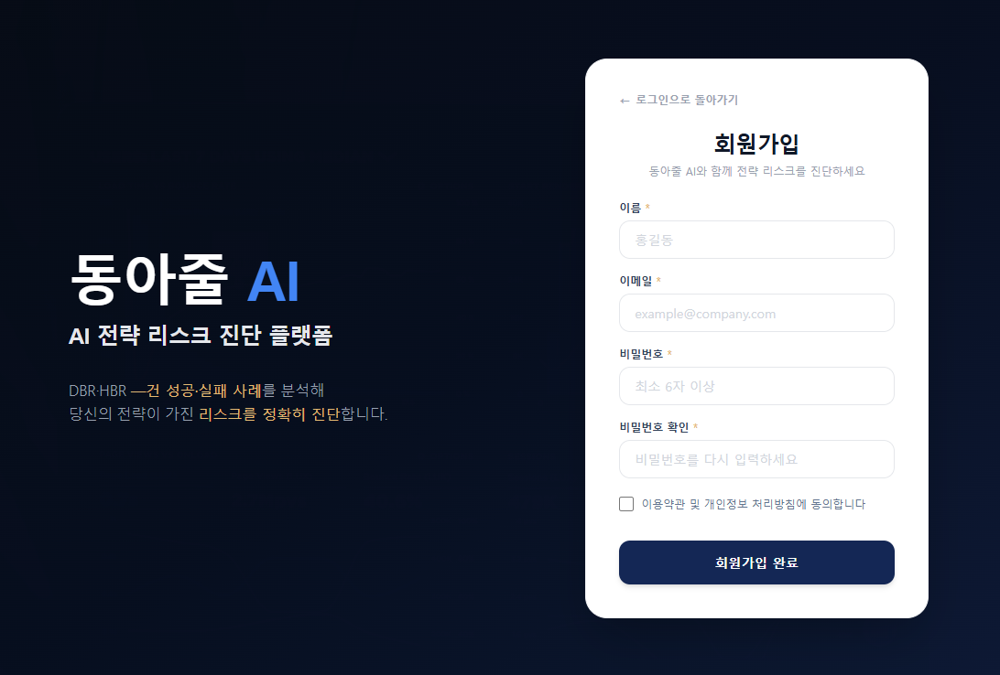 동아줄 AI
AI 전략 리스크 진단 플랫폼
DBR·HBR —건 성공·실패 사례를 분석해
당신의 전략이 가진 리스크를 정확히 진단합니다.
← 로그인으로 돌아가기
회원가입
동아줄 AI와 함께 전략 리스크를 진단하세요
이름 *
홍길동
이메일 *
example@company.com
비밀번호 *
최소 6자 이상
비밀번호 확인 *
비밀번호를 다시 입력하세요
이용약관 및 개인정보 처리방침에 동의합니다
회원가입 완료